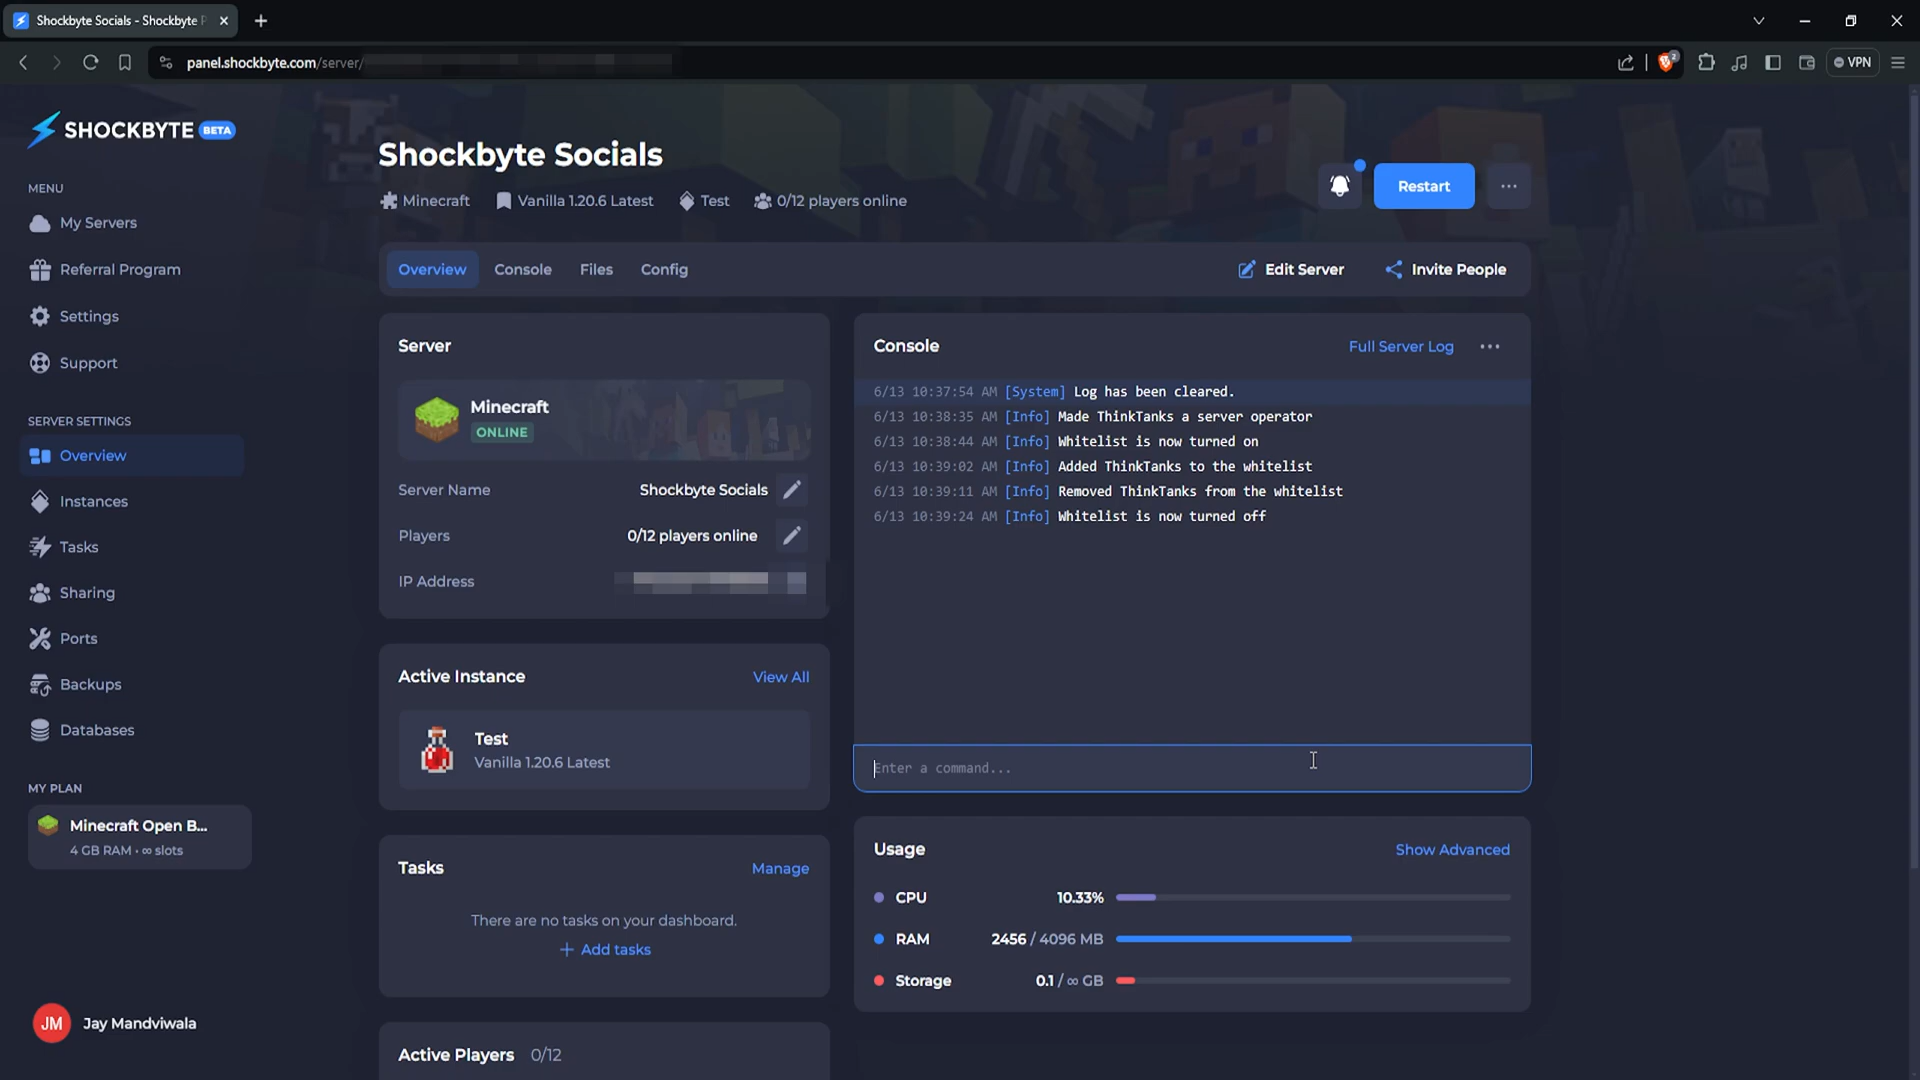 Shockbyte Socials - Shockbyte P
panel.shockbyte.com/server/
2
VPN
SHOCKBYTE BETA
MENU
My Servers
Referral Program
Settings
Support
SERVER SETTINGS
Overview
Instances
Tasks
Sharing
Ports
Backups
Databases
MY PLAN
Minecraft Open B...
4 GB RAM • ∞ slots
JM Jay Mandviwala
Shockbyte Socials
Minecraft Vanilla 1.20.6 Latest Test 0/12 players online
Restart
Overview Console Files Config Edit Server Invite People
Server
Minecraft
ONLINE
Server Name Shockbyte Socials
Players 0/12 players online
IP Address
Active Instance View All
Test
Vanilla 1.20.6 Latest
Tasks Manage
There are no tasks on your dashboard.
+ Add tasks
Active Players 0/12
Console Full Server Log
6/13 10:37:54 AM [System] Log has been cleared.
6/13 10:38:35 AM [Info] Made ThinkTanks a server operator
6/13 10:38:44 AM [Info] Whitelist is now turned on
6/13 10:39:02 AM [Info] Added ThinkTanks to the whitelist
6/13 10:39:11 AM [Info] Removed ThinkTanks from the whitelist
6/13 10:39:24 AM [Info] Whitelist is now turned off
Enter a command...
Usage Show Advanced
CPU 10.33%
RAM 2456 / 4096 MB
Storage 0.1 / ∞ GB